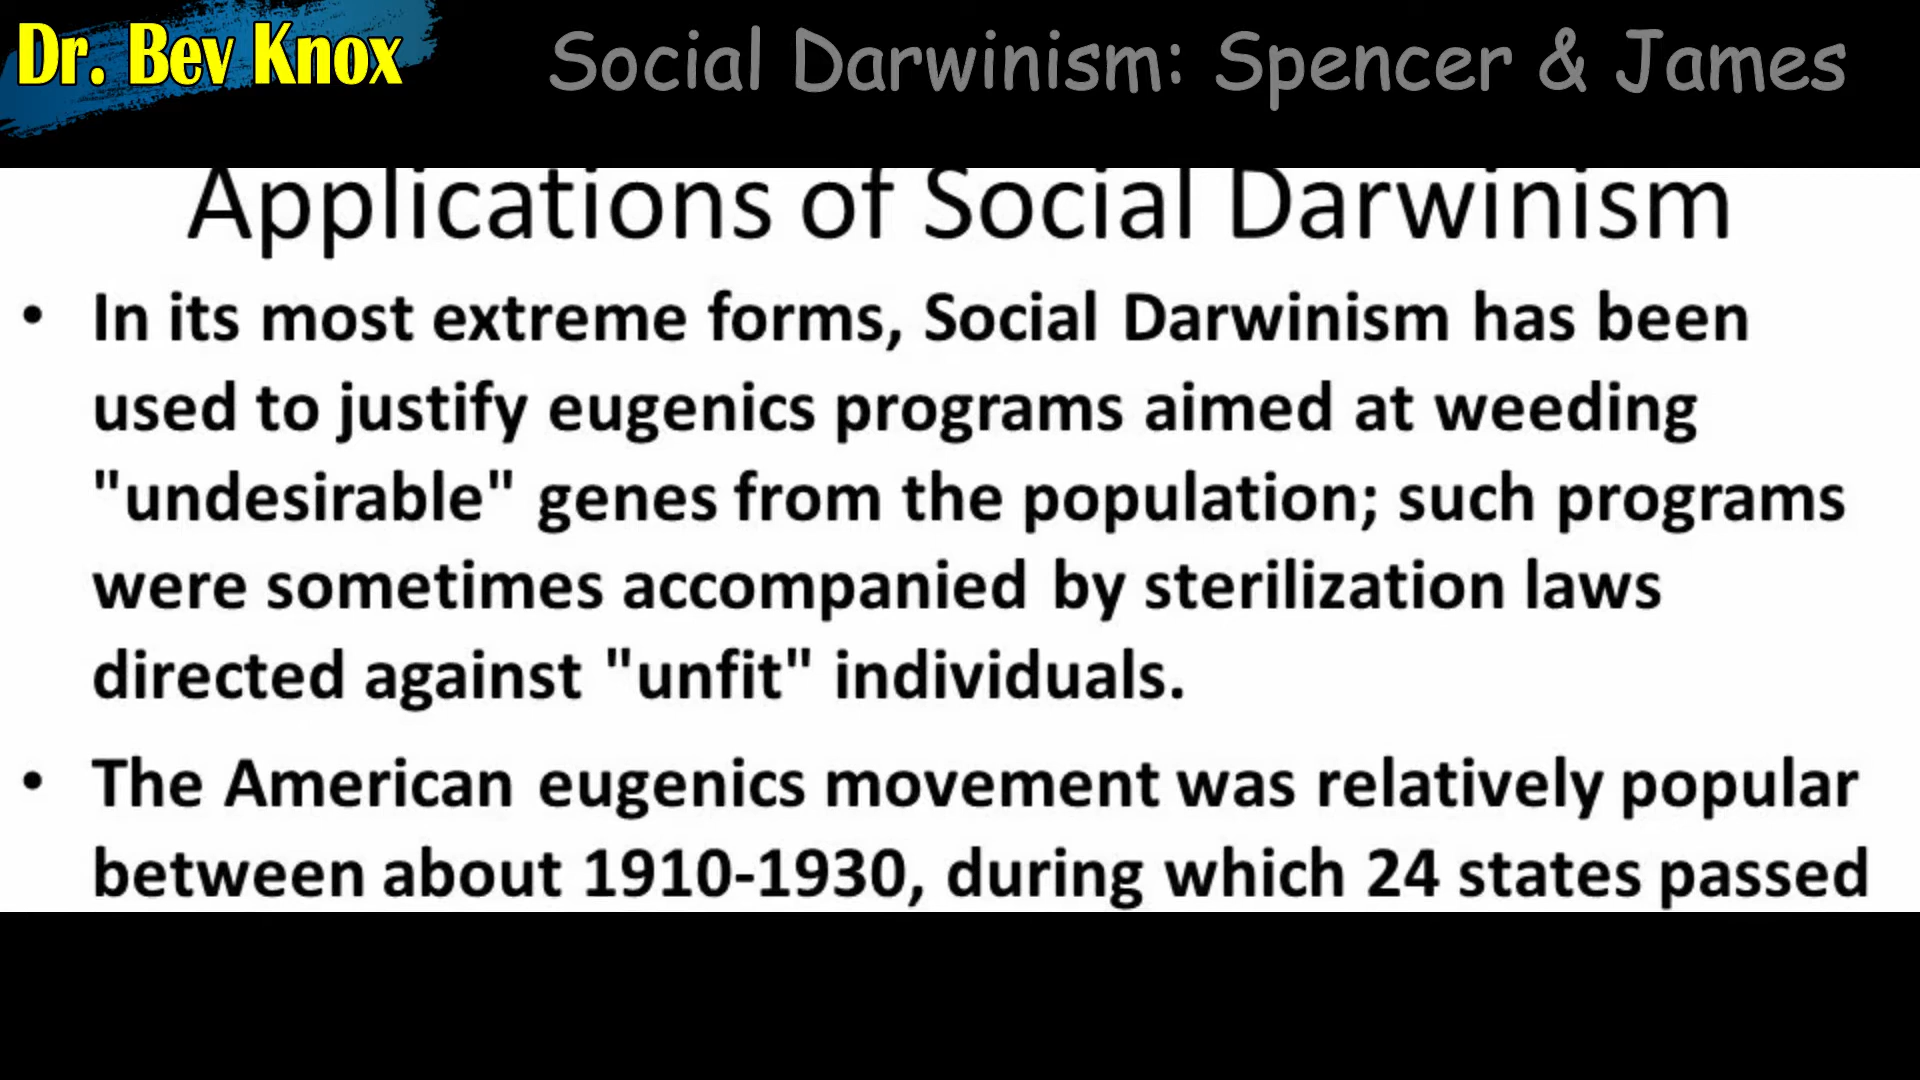 Dr. Bev Knox
Social Darwinism: Spencer & James
Applications of Social Darwinism
• In its most extreme forms, Social Darwinism has been
used to justify eugenics programs aimed at weeding
"undesirable" genes from the population; such programs
were sometimes accompanied by sterilization laws
directed against "unfit" individuals.
• The American eugenics movement was relatively popular
between about 1910-1930, during which 24 states passed